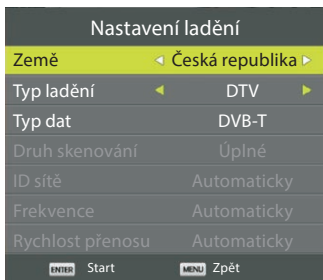 Nastavení ladění
Země Česká republika
Typ ladění DTV
Typ dat DVB-T
Druh skenování Úplné
ID sítě Automaticky
Frekvence Automaticky
Rychlost přenosu Automaticky
ENTER Start MENU Zpět